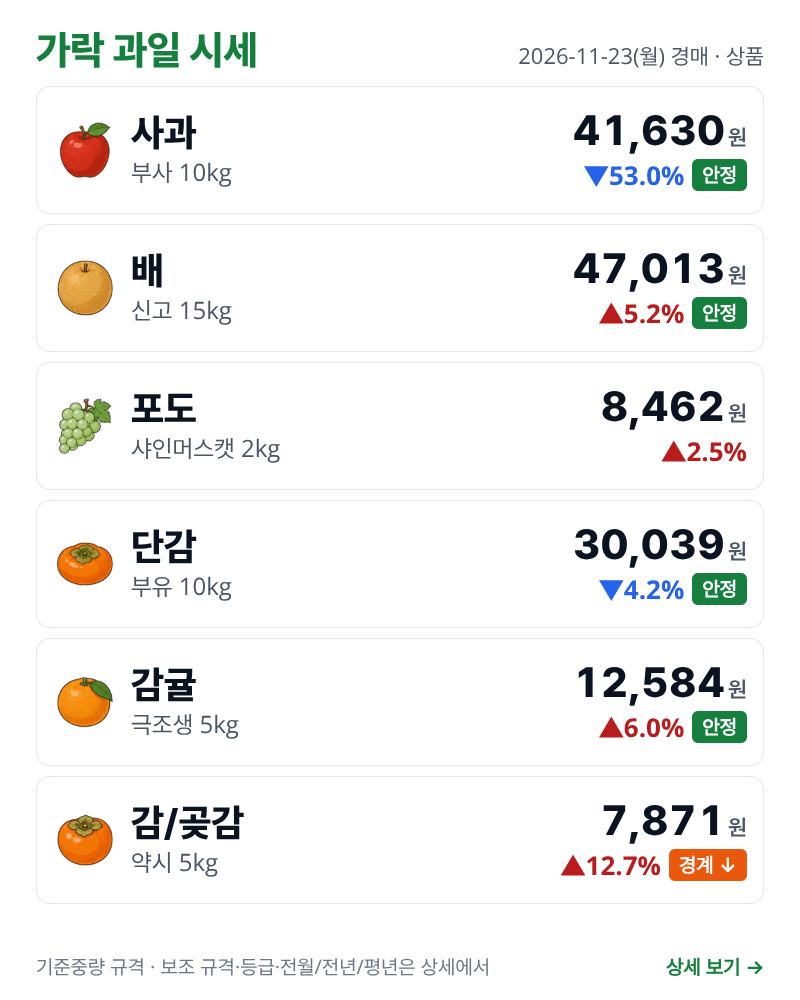 가락 과일 시세
2026-11-23(월) 경매 · 상품
사과
부사 10kg
41,630원
▼53.0% 안정
배
신고 15kg
47,013원
▲5.2% 안정
포도
샤인머스캣 2kg
8,462원
▲2.5%
단감
부유 10kg
30,039원
▼4.2% 안정
감귤
극조생 5kg
12,584원
▲6.0% 안정
감/곶감
약시 5kg
7,871원
▲12.7% 경계 ↓
기준중량 규격 · 보조 규격·등급·전월/전년/평년은 상세에서
상세 보기 →